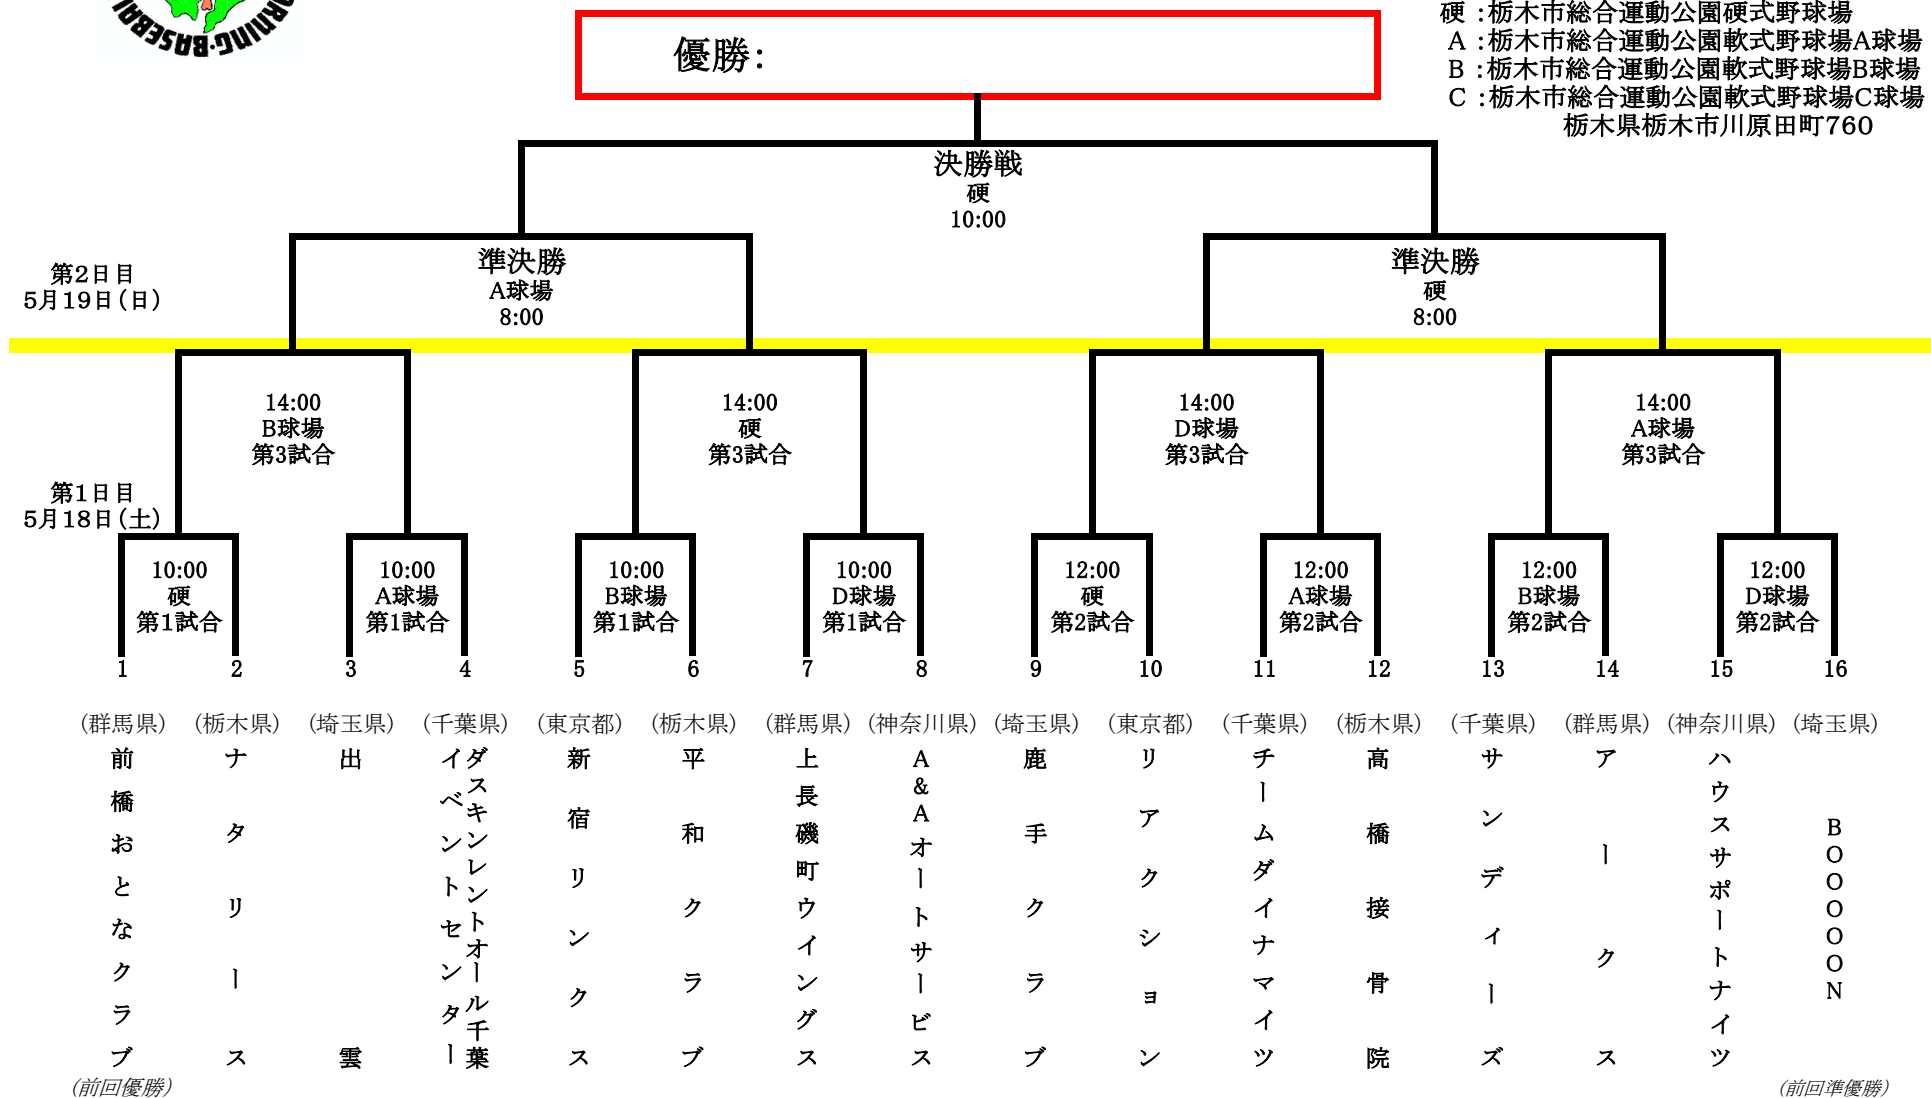 ARNING・BASEBA
硬：栃木市総合運動公園硬式野球場
A：栃木市総合運動公園軟式野球場A球場
B：栃木市総合運動公園軟式野球場B球場
C：栃木市総合運動公園軟式野球場C球場
栃木県栃木市川原田町760
優勝：
決勝戦
硬
10:00
第2日目
5月19日(日)
準決勝
A球場
8:00
準決勝
硬
8:00
14:00
B球場
第3試合
14:00
硬
第3試合
14:00
D球場
第3試合
14:00
A球場
第3試合
第1日目
5月18日(土)
10:00
硬
第1試合
10:00
A球場
第1試合
10:00
B球場
第1試合
10:00
D球場
第1試合
12:00
硬
第2試合
12:00
A球場
第2試合
12:00
B球場
第2試合
12:00
D球場
第2試合
1 2 3 4 5 6 7 8 9 10 11 12 13 14 15 16
(群馬県) (栃木県) (埼玉県) (千葉県) (東京都) (栃木県) (群馬県) (神奈川県) (埼玉県) (東京都) (千葉県) (栃木県) (千葉県) (群馬県) (神奈川県) (埼玉県)
前橋おとなクラブ
ナタリース
出雲
ダスキンレントオール千葉
イベントセンター
新宿リンクス
平和クラブ
上長磯町ウイングス
A&Aオートサービス
鹿手クラブ
リアクション
チームダイナマイツ
高橋接骨院
サンディーズ
アークス
ハウスサポートナイツ
BOOOOON
(前回優勝)
(前回準優勝)